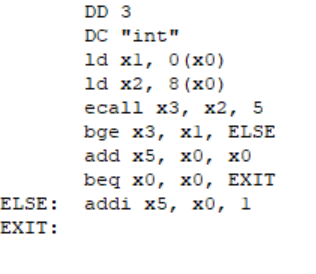 DD 3
DC "int"
ld x1, 0(x0)
ld x2, 8(x0)
ecall x3, x2, 5
bge x3, x1, ELSE
add x5, x0, x0
beq x0, x0, EXIT
ELSE: addi x5, x0, 1
EXIT: